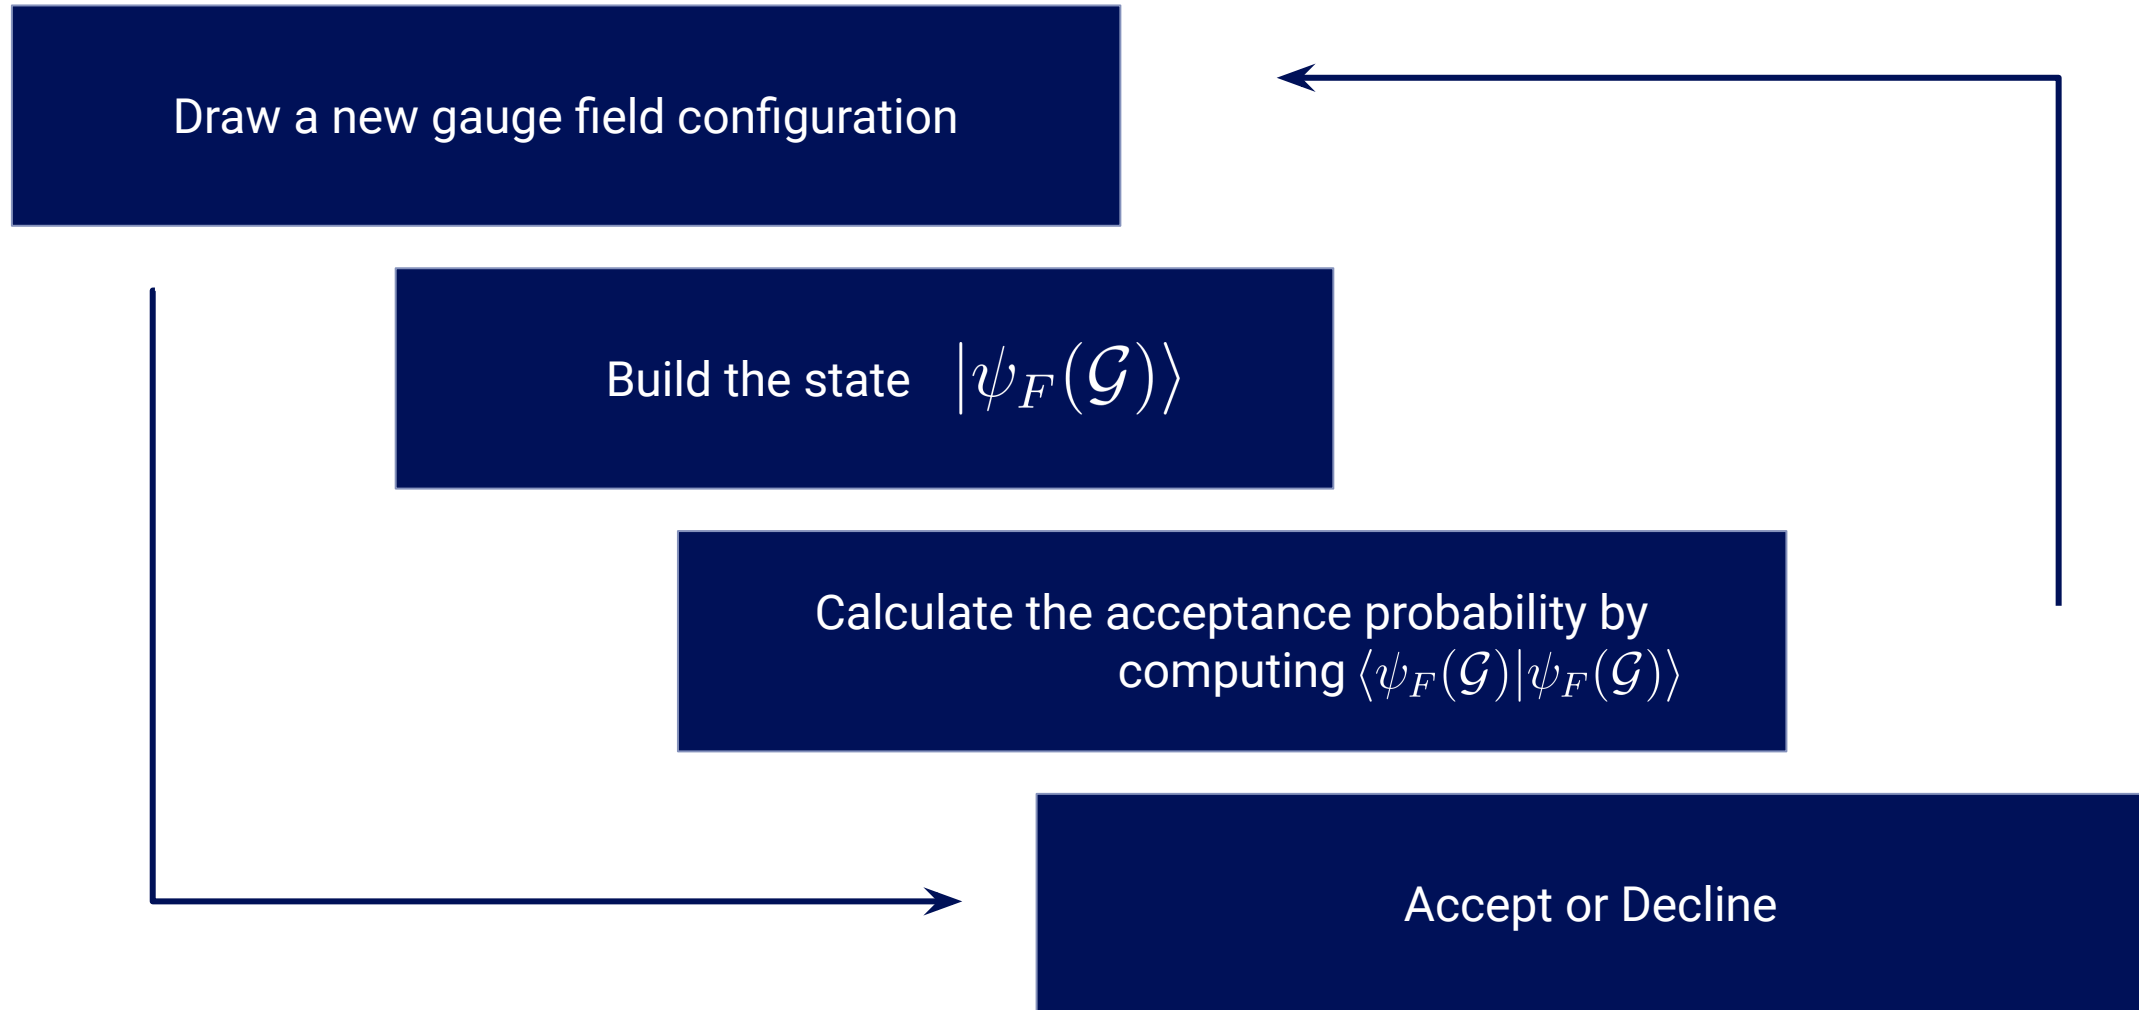 Draw a new gauge field configuration
Build the state |ψ_F(𝒢)⟩
Calculate the acceptance probability by
computing ⟨ψ_F(𝒢)|ψ_F(𝒢)⟩
Accept or Decline